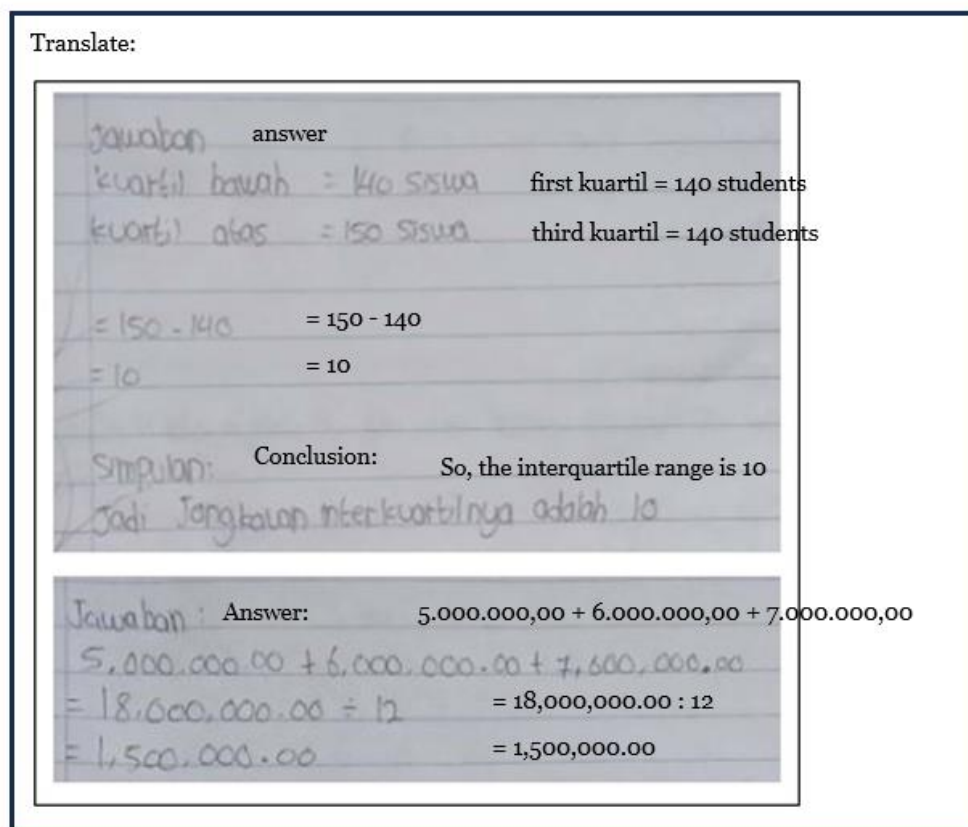 Translate:
Jawaban answer
kuartil bawah = 140 siswa first kuartil = 140 students
kuartil atas = 150 siswa third kuartil = 140 students
= 150 - 140 = 150 - 140
= 10 = 10
Simpulan: Conclusion: So, the interquartile range is 10
Jadi Jangkauan interkuartilnya adalah 10
Jawaban : Answer: 5.000.000,00 + 6.000.000,00 + 7.000.000,00
5.000.000.00 + 6,000,000.00 + 7,000,000.00
= 18,000,000.00 ÷ 12 = 18,000,000.00 : 12
= 1,500,000.00 = 1,500,000.00